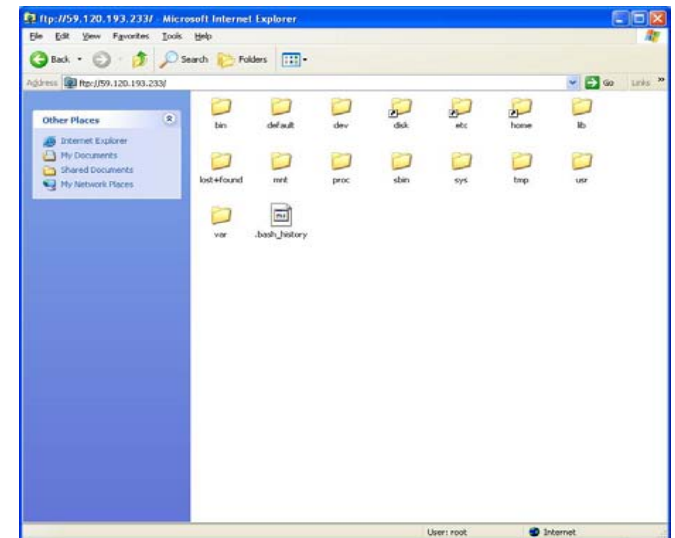 ftp://59.120.193.233/ - Microsoft Internet Explorer
File Edit View Favorites Tools Help
Back Search Folders
Address ftp://59.120.193.233/ Go Links »
Other Places
Internet Explorer
My Documents
Shared Documents
My Network Places
bin default dev disk etc home lib
lost+found mnt proc sbin sys tmp usr
var .bash_history
User: root Internet